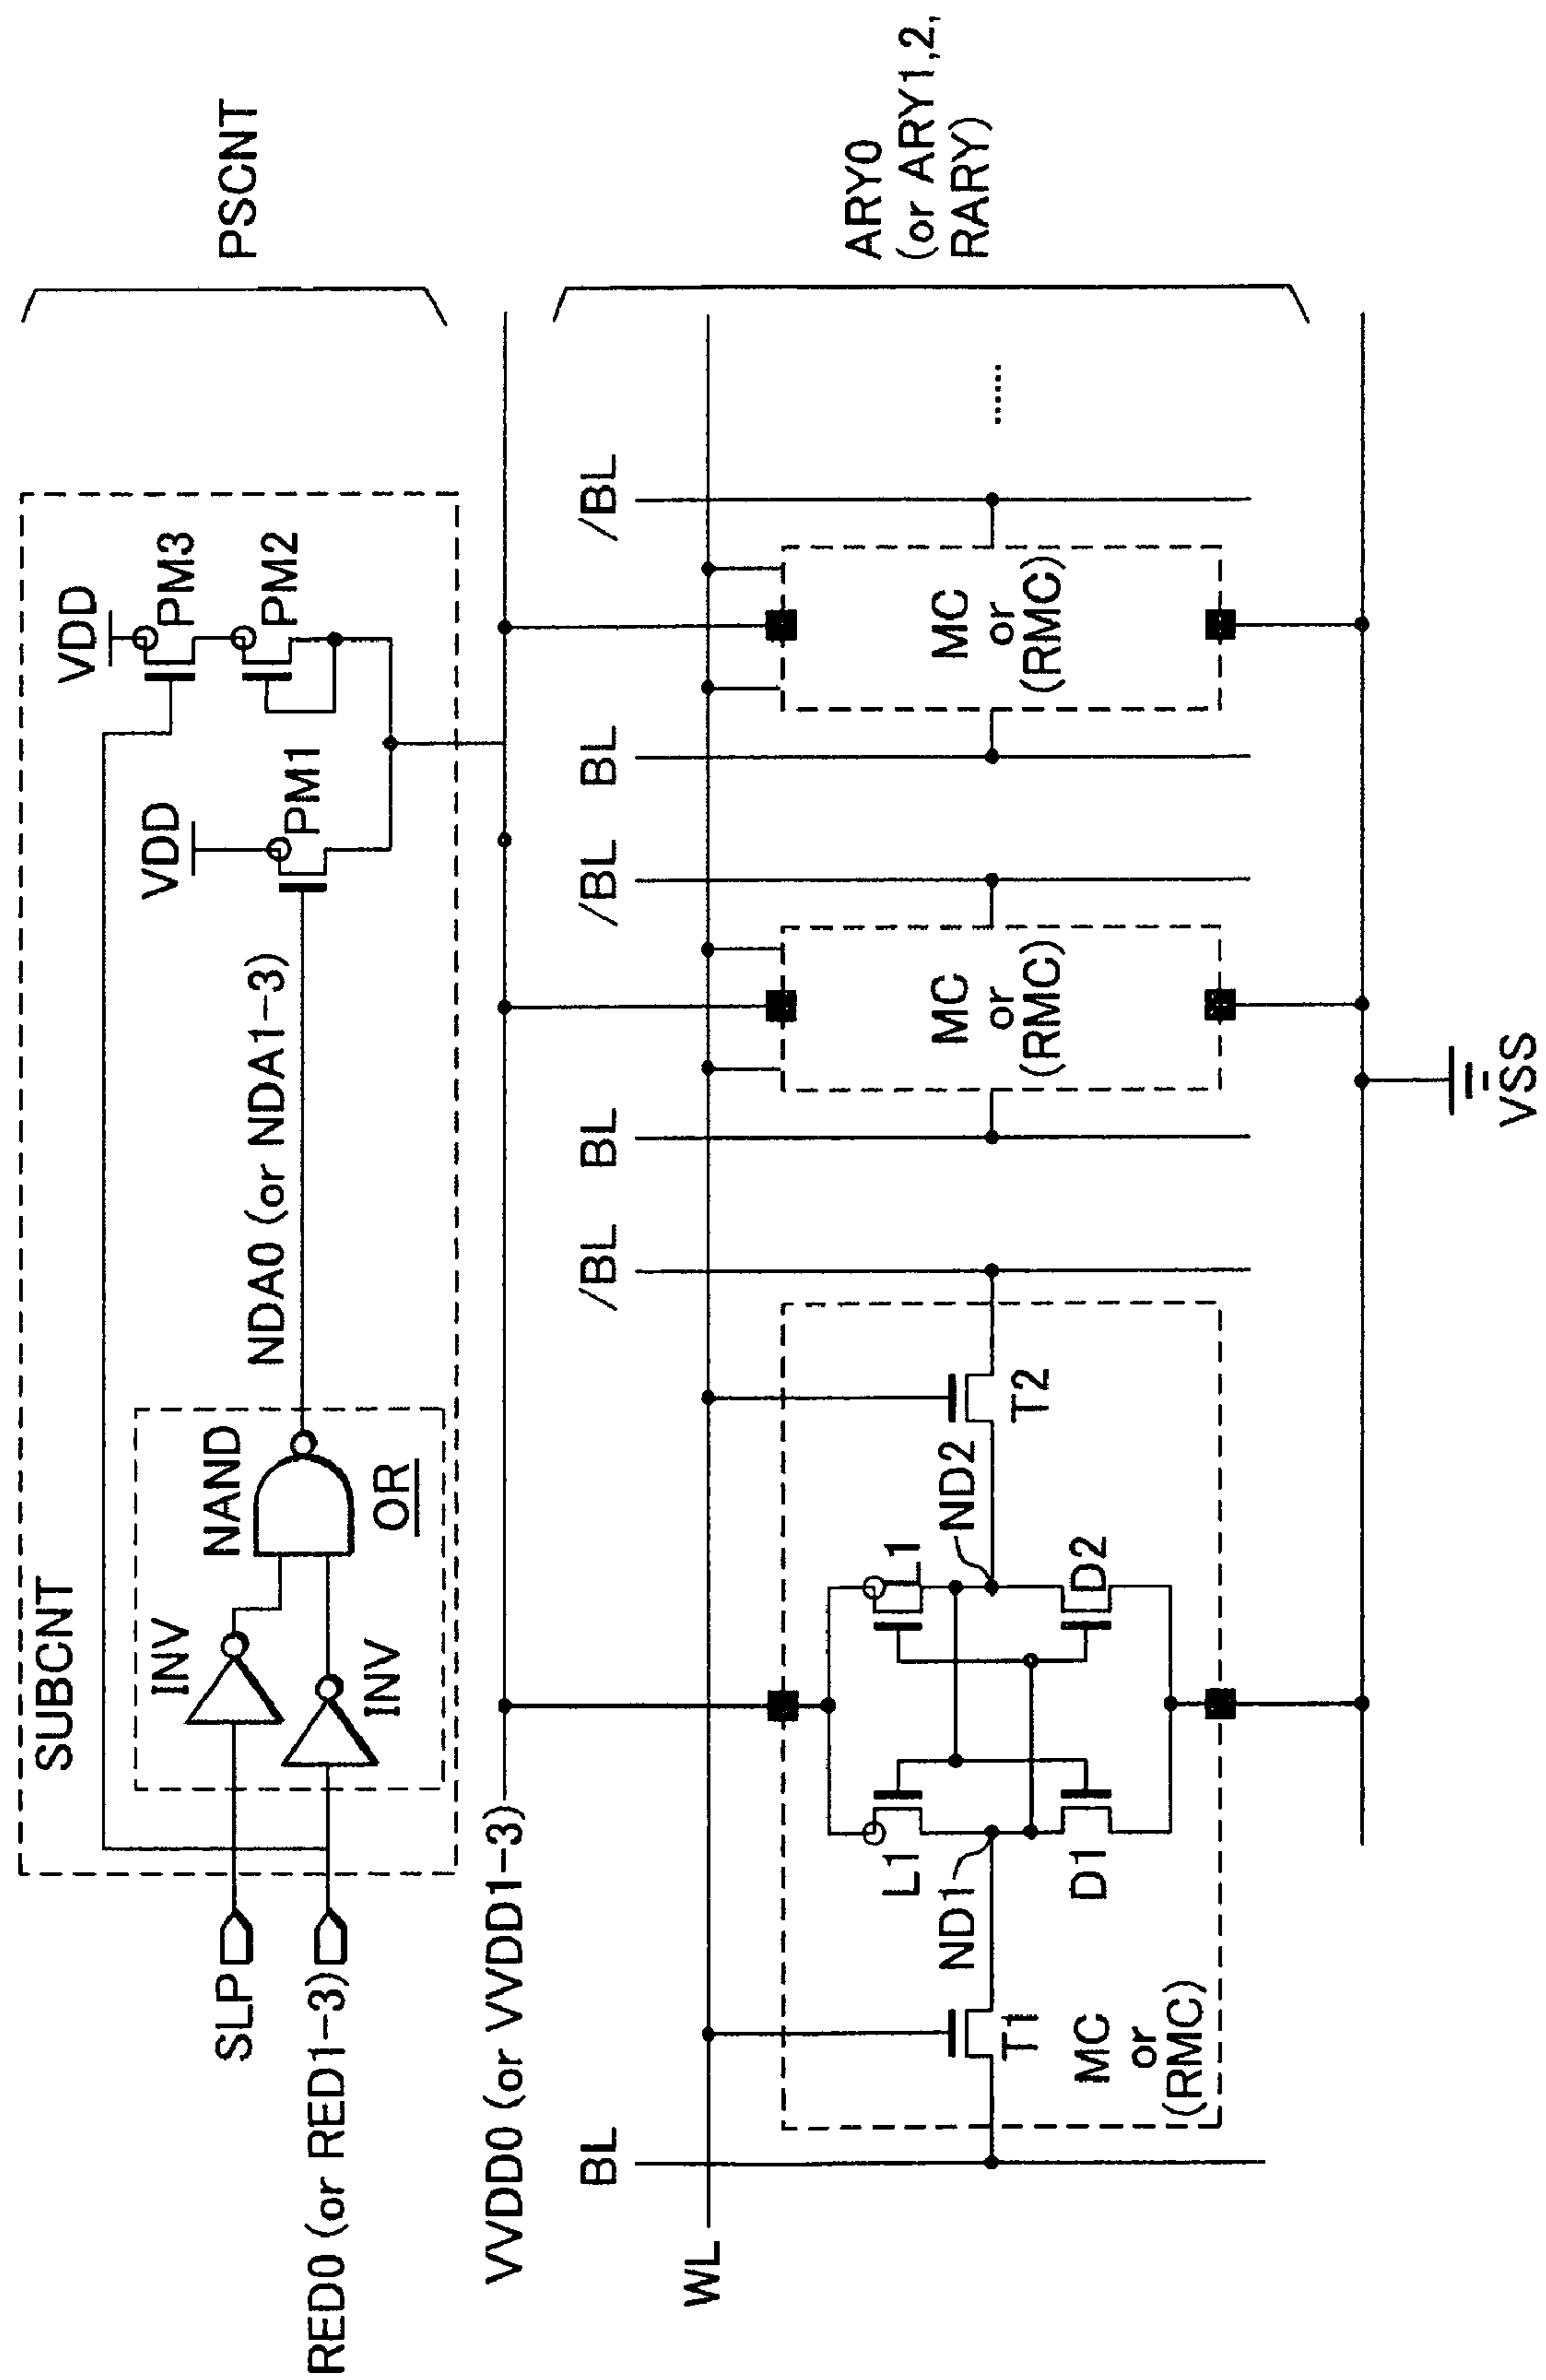 SUBCNT
VDD
PM3
PM2
VDD
PM1
PSCNT
NDA0 (or NDA1-3)
NAND
OR
INV
INV
SLP
RED0 (or RED1-3)
VVDD0 (or VVDD1-3)
WL
BL
/BL
BL
/BL
BL
/BL
ARY0
(or ARY1,2,
RARY)
L1
L1
ND1
ND2
T1
T2
D1
D2
MC
or
(RMC)
MC
or
(RMC)
MC
or
(RMC)
......
VSS